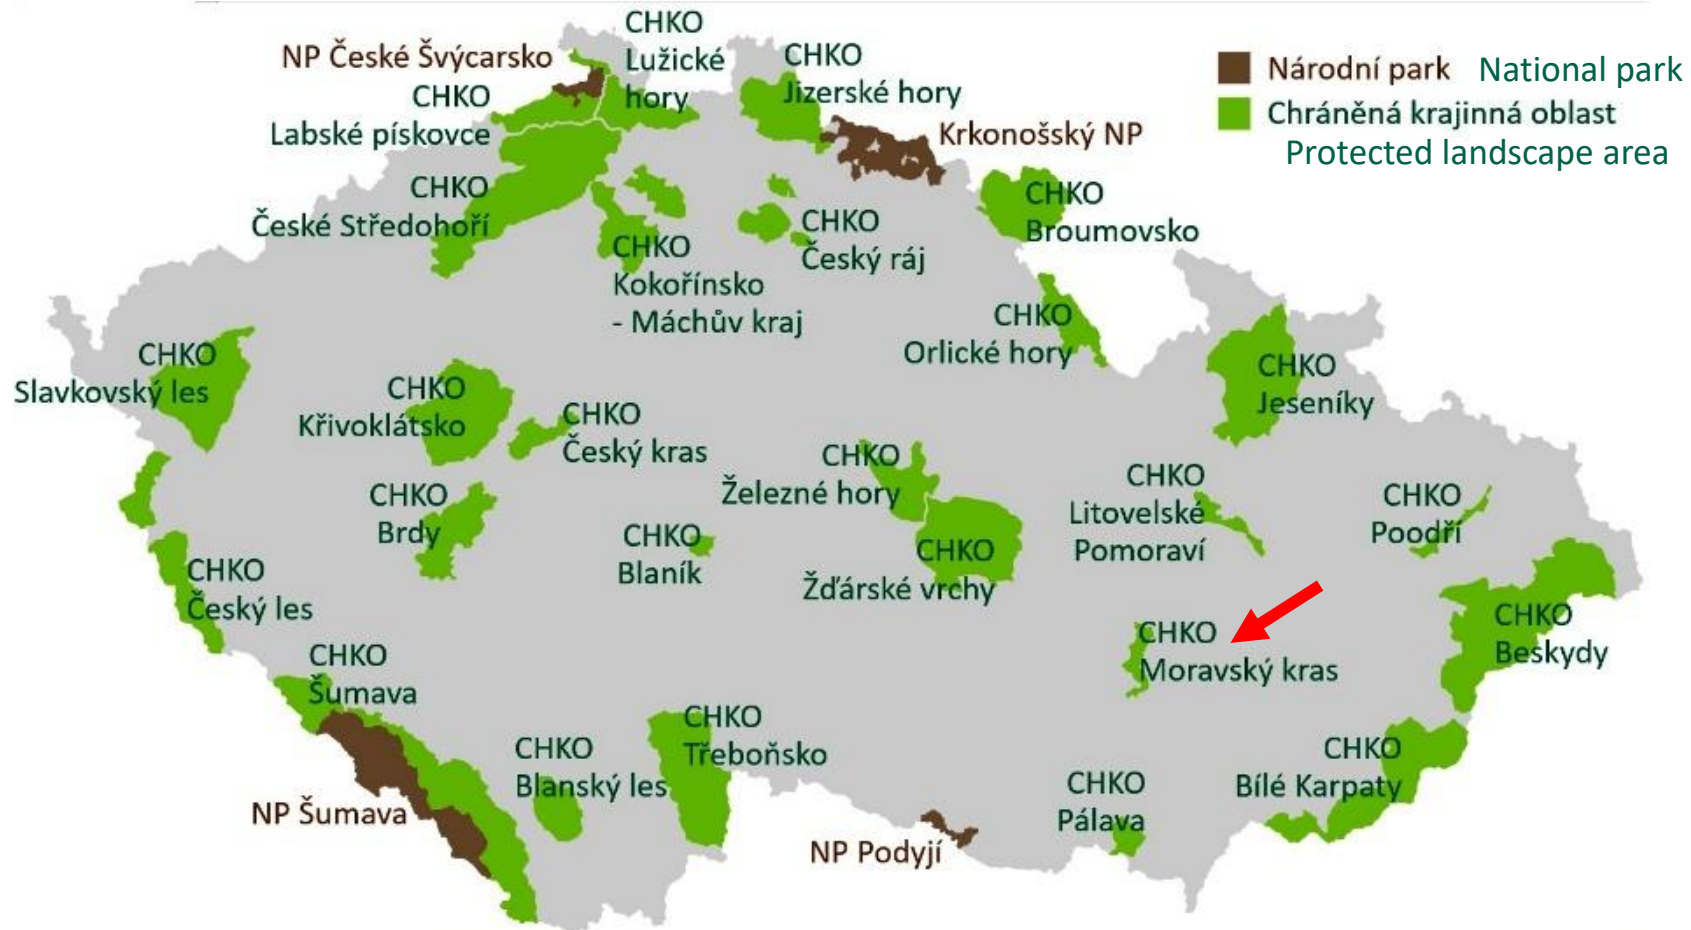 CHKO
Lužické
hory
NP České Švýcarsko
CHKO
Jizerské hory
Národní park National park
CHKO
Labské pískovce
Chráněná krajinná oblast
Protected landscape area
Krkonošský NP
CHKO
České Středohoří
CHKO
Broumovsko
CHKO
Český ráj
CHKO
Kokořínsko
- Máchův kraj
CHKO
Orlické hory
CHKO
Slavkovský les
CHKO
Jeseníky
CHKO
Křivoklátsko
CHKO
Český kras
CHKO
Železné hory
CHKO
Litovelské
Pomoraví
CHKO
Poodří
CHKO
Brdy
CHKO
Blaník
CHKO
Žďárské vrchy
CHKO
Český les
CHKO
Moravský kras
CHKO
Beskydy
CHKO
Šumava
CHKO
Třeboňsko
CHKO
Blanský les
CHKO
Bílé Karpaty
CHKO
Pálava
NP Šumava
NP Podyjí